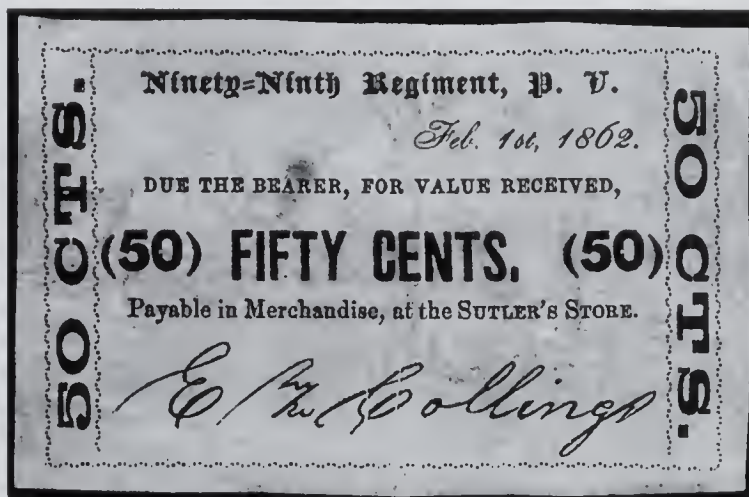 50 CTS.
Ninety=Ninth Regiment, P. V.
Feb. 1st, 1862.
DUE THE BEARER, FOR VALUE RECEIVED,
(50) FIFTY CENTS. (50)
Payable in Merchandise, at the SUTLER'S STORE.
E Collings
50 CTS.